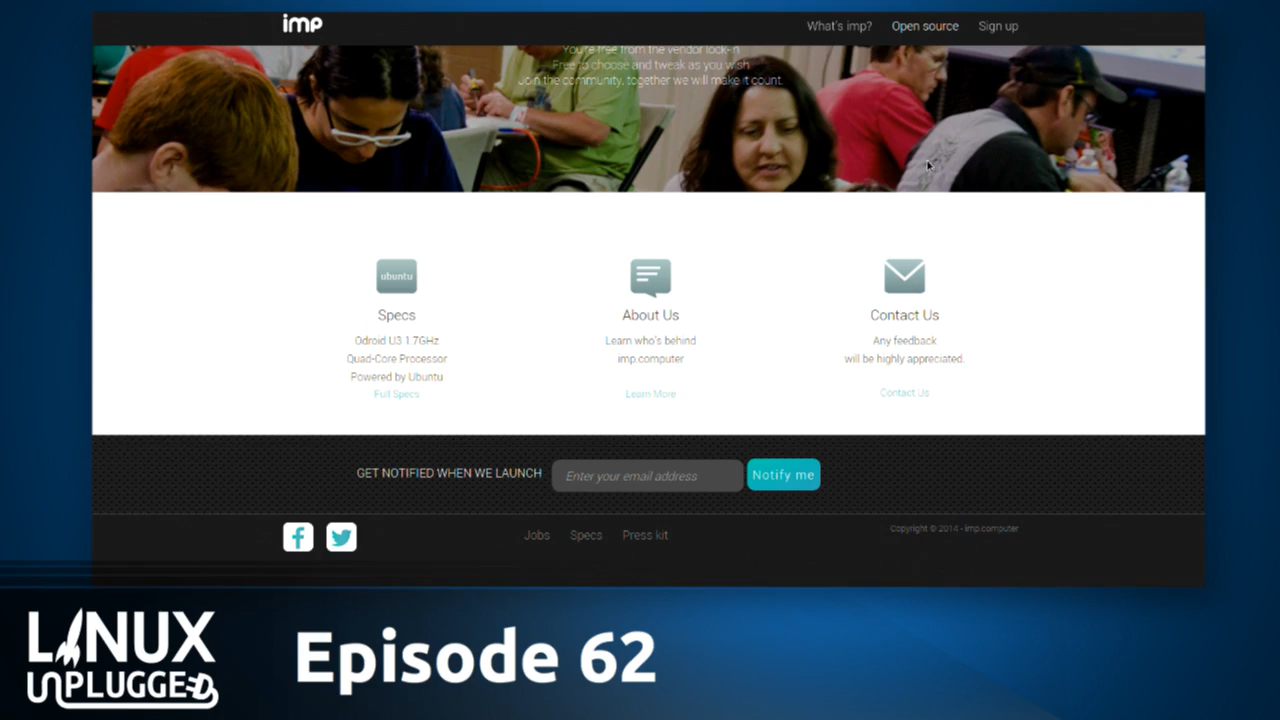 imp
What's imp?
Open source
Sign up
You're free from the vendor lock-in
Free to choose and tweak as you wish
Join the community, together we will make it count.
ubuntu
Specs
Odroid U3 1.7GHz
Quad-Core Processor
Powered by Ubuntu
Full Specs
About Us
Learn who's behind
imp.computer
Learn More
Contact Us
Any feedback
will be highly appreciated.
Contact Us
GET NOTIFIED WHEN WE LAUNCH
Enter your email address
Notify me
Jobs
Specs
Press kit
Copyright © 2014 - imp.computer
LINUX
UNPLUGGED
Episode 62